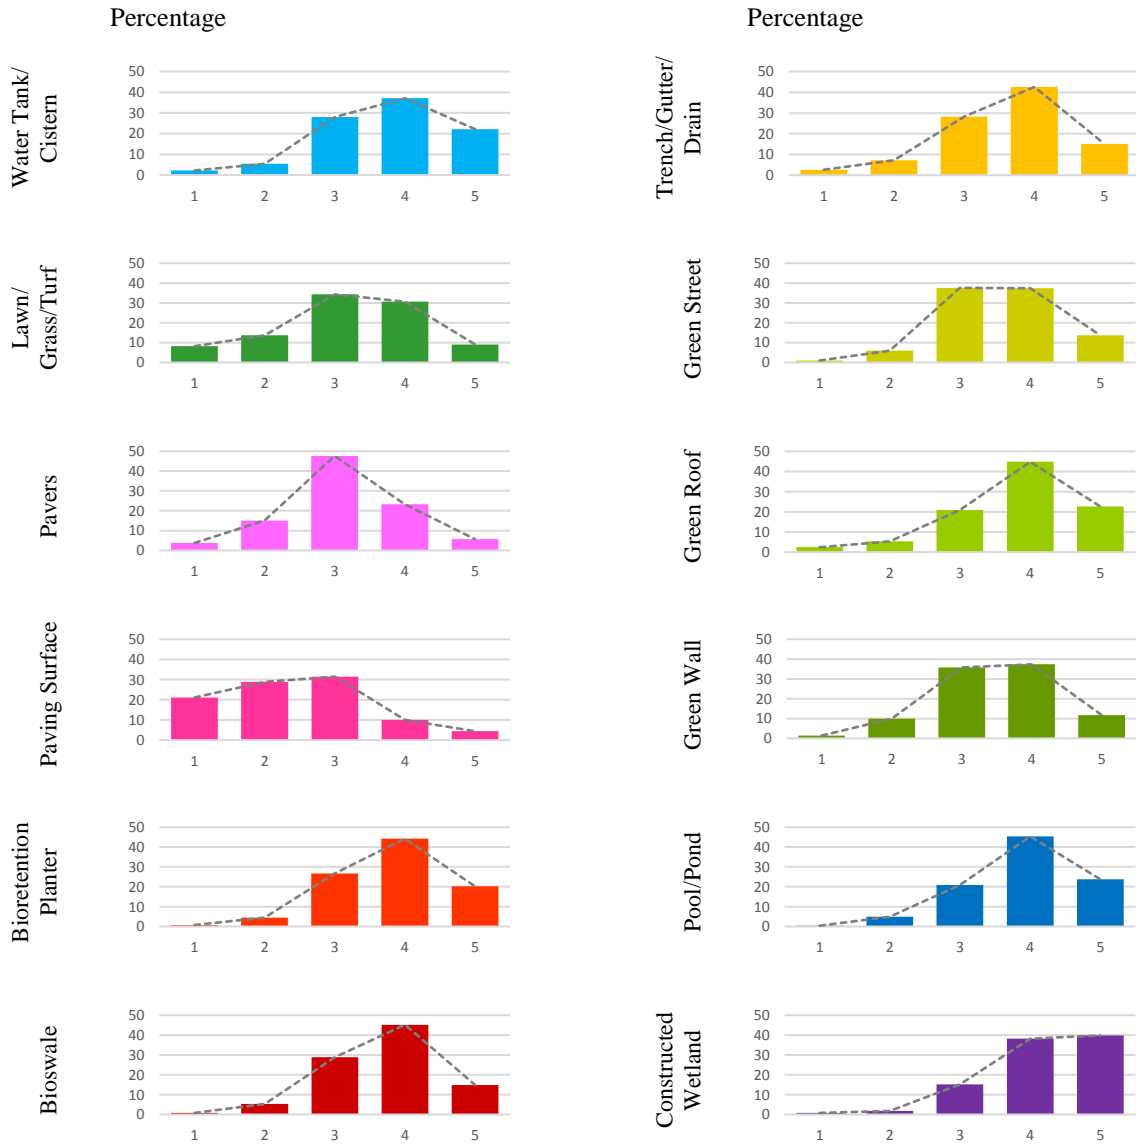 Percentage
Percentage
Water Tank/
Cistern
50
40
30
20
10
0
1 2 3 4 5
Trench/Gutter/
Drain
50
40
30
20
10
0
1 2 3 4 5
Lawn/
Grass/Turf
50
40
30
20
10
0
1 2 3 4 5
Green Street
50
40
30
20
10
0
1 2 3 4 5
Pavers
50
40
30
20
10
0
1 2 3 4 5
Green Roof
50
40
30
20
10
0
1 2 3 4 5
Paving Surface
50
40
30
20
10
0
1 2 3 4 5
Green Wall
50
40
30
20
10
0
1 2 3 4 5
Bioretention
Planter
50
40
30
20
10
0
1 2 3 4 5
Pool/Pond
50
40
30
20
10
0
1 2 3 4 5
Bioswale
50
40
30
20
10
0
1 2 3 4 5
Constructed
Wetland
50
40
30
20
10
0
1 2 3 4 5